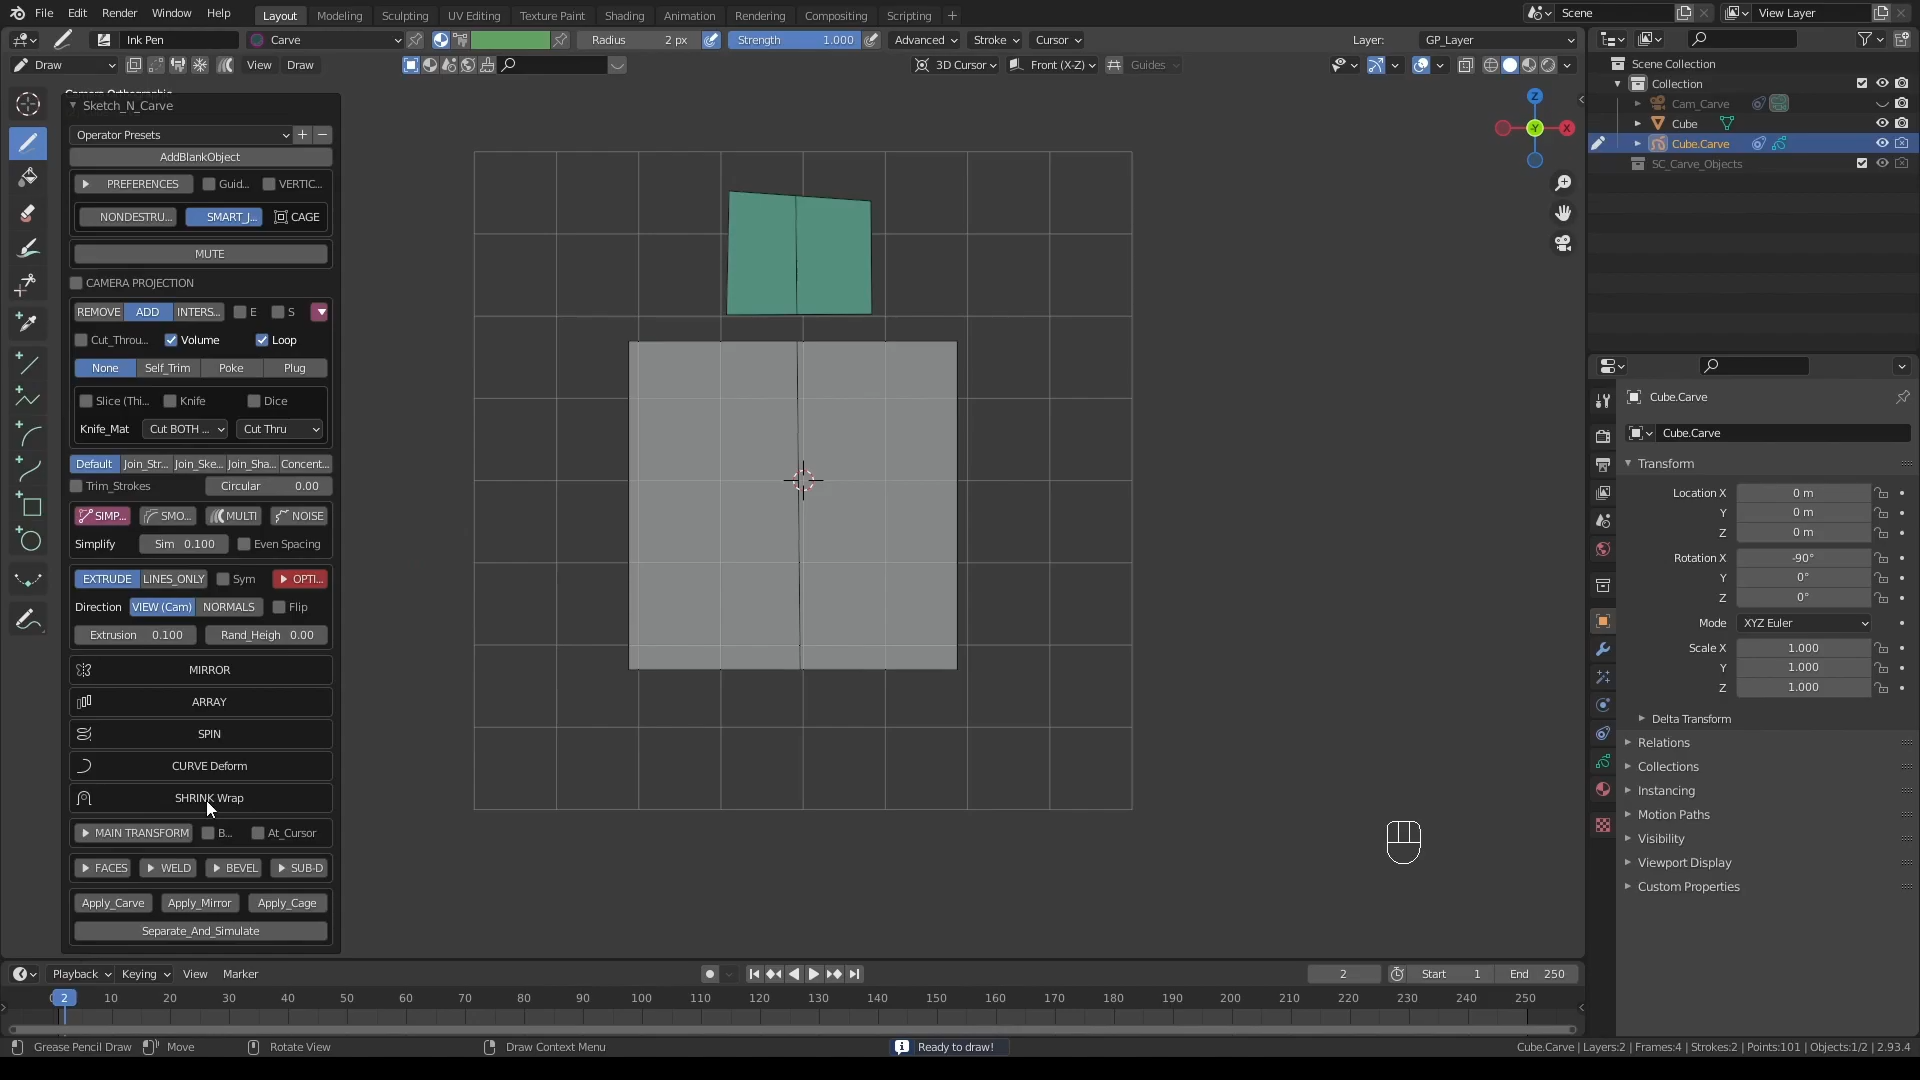 File Edit Render Window Help Layout Modeling Sculpting UV Editing Texture Paint Shading Animation Rendering Compositing Scripting + Scene View Layer
Ink Pen Carve Radius 2 px Strength 1.000 Advanced Stroke Cursor Layer: GP_Layer
Draw View Draw 3D Cursor Front (X-Z) Guides
Sketch_N_Carve
Operator Presets
AddBlankObject
PREFERENCES Guid... VERTIC...
NONDESTRU... SMART_J... CAGE
MUTE
CAMERA PROJECTION
REMOVE ADD INTERS... E S
Cut_Throu... Volume Loop
None Self_Trim Poke Plug
Slice (Thi... Knife Dice
Knife_Mat Cut BOTH ... Cut Thru
Default Join_Str... Join_Ske... Join_Sha... Concent...
Trim_Strokes Circular 0.00
SIMP... SMO... MULTI NOISE
Simplify Sim 0.100 Even Spacing
EXTRUDE LINES_ONLY Sym OPTI...
Direction VIEW (Cam) NORMALS Flip
Extrusion 0.100 Rand_Heigh 0.00
MIRROR
ARRAY
SPIN
CURVE Deform
SHRINK Wrap
MAIN TRANSFORM B... At_Cursor
FACES WELD BEVEL SUB-D
Apply_Carve Apply_Mirror Apply_Cage
Separate_And_Simulate
Z
X
Y
Scene Collection
Collection
Cam_Carve
Cube
Cube.Carve
SC_Carve_Objects
Cube.Carve
Cube.Carve
Transform
Location X 0 m
Y 0 m
Z 0 m
Rotation X -90°
Y 0°
Z 0°
Mode XYZ Euler
Scale X 1.000
Y 1.000
Z 1.000
Delta Transform
Relations
Collections
Instancing
Motion Paths
Visibility
Viewport Display
Custom Properties
Playback Keying View Marker 2 Start 1 End 250
2 10 20 30 40 50 60 70 80 90 100 110 120 130 140 150 160 170 180 190 200 210 220 230 240 250
Grease Pencil Draw Move Rotate View Draw Context Menu Ready to draw! Cube.Carve | Layers:2 | Frames:4 | Strokes:2 | Points:101 | Objects:1/2 | 2.93.4